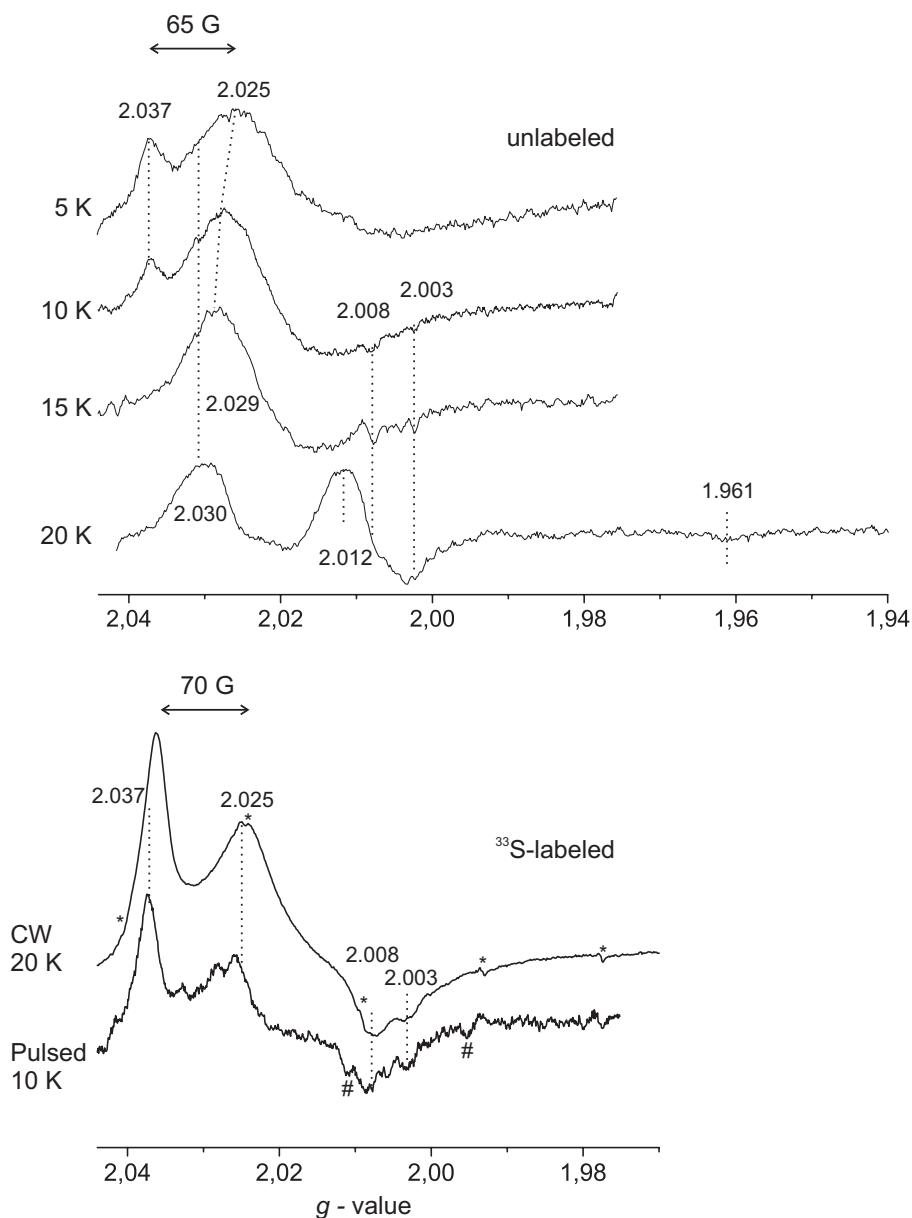 65 G
2.025
2.037
unlabeled
5 K
10 K
2.008
2.003
15 K
2.029
1.961
2.030
20 K
2.012
2,04
2,02
2,00
1,98
1,96
1,94
70 G
2.037
2.025
*
³³S-labeled
*
CW
20 K
2.008
*
2.003
*
*
Pulsed
10 K
#
#
2,04
2,02
2,00
1,98
g - value